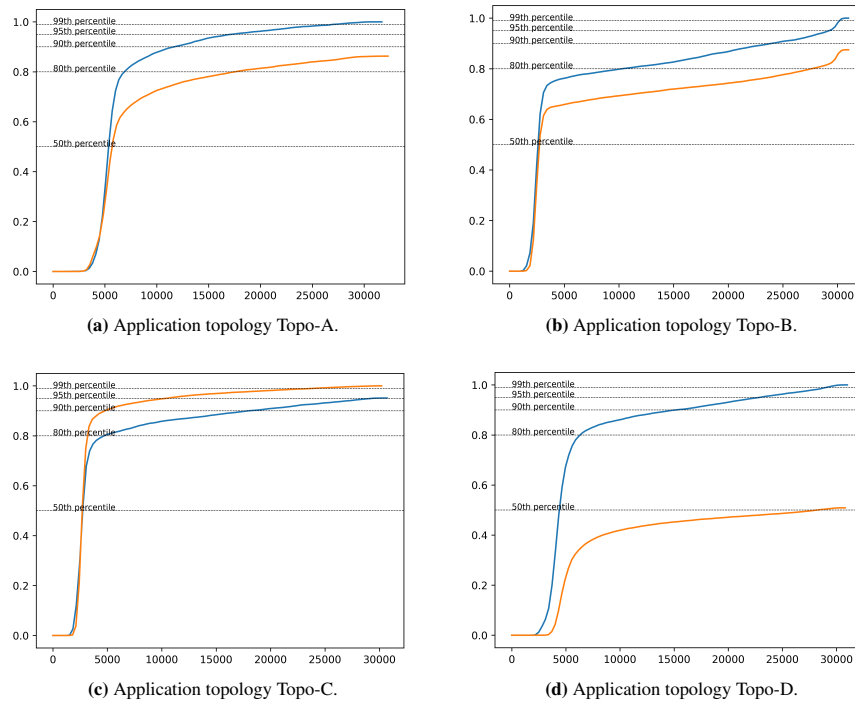 1.0
99th percentile
95th percentile
90th percentile
0.8
80th percentile
0.6
50th percentile
0.4
0.2
0.0
0 5000 10000 15000 20000 25000 30000
(a) Application topology Topo-A.
1.0
99th percentile
95th percentile
90th percentile
0.8
80th percentile
0.6
50th percentile
0.4
0.2
0.0
0 5000 10000 15000 20000 25000 30000
(b) Application topology Topo-B.
1.0
99th percentile
95th percentile
90th percentile
0.8
80th percentile
0.6
50th percentile
0.4
0.2
0.0
0 5000 10000 15000 20000 25000 30000
(c) Application topology Topo-C.
1.0
99th percentile
95th percentile
90th percentile
0.8
80th percentile
0.6
50th percentile
0.4
0.2
0.0
0 5000 10000 15000 20000 25000 30000
(d) Application topology Topo-D.